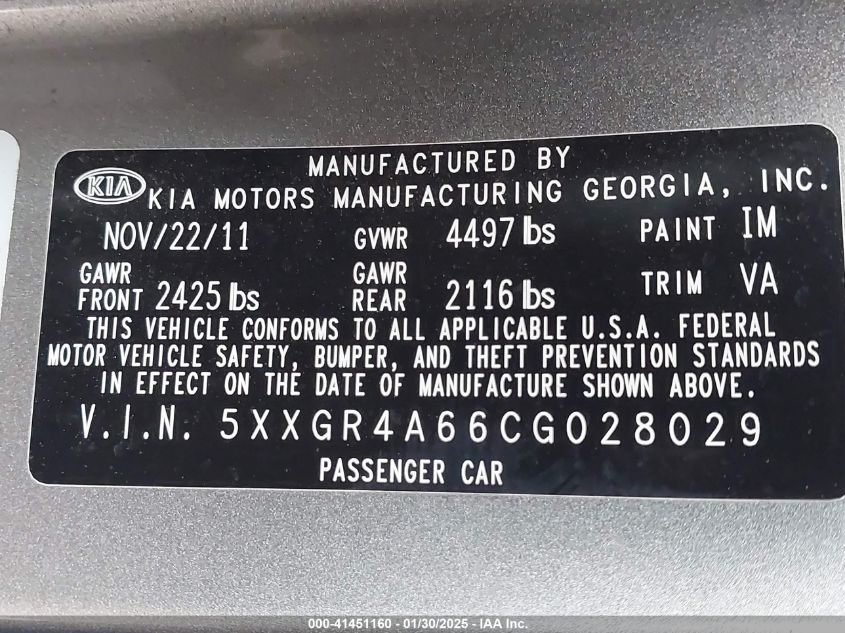 MANUFACTURED BY
KIA KIA MOTORS MANUFACTURING GEORGIA, INC.
NOV/22/11 GVWR 4497 lbs PAINT IM
GAWR FRONT 2425 lbs GAWR REAR 2116 lbs TRIM VA
THIS VEHICLE CONFORMS TO ALL APPLICABLE U.S.A. FEDERAL
MOTOR VEHICLE SAFETY, BUMPER, AND THEFT PREVENTION STANDARDS
IN EFFECT ON THE DATE OF MANUFACTURE SHOWN ABOVE.
V.I.N. 5XXGR4A66CG028029
PASSENGER CAR
000-41451160 - 01/30/2025 - IAA Inc.